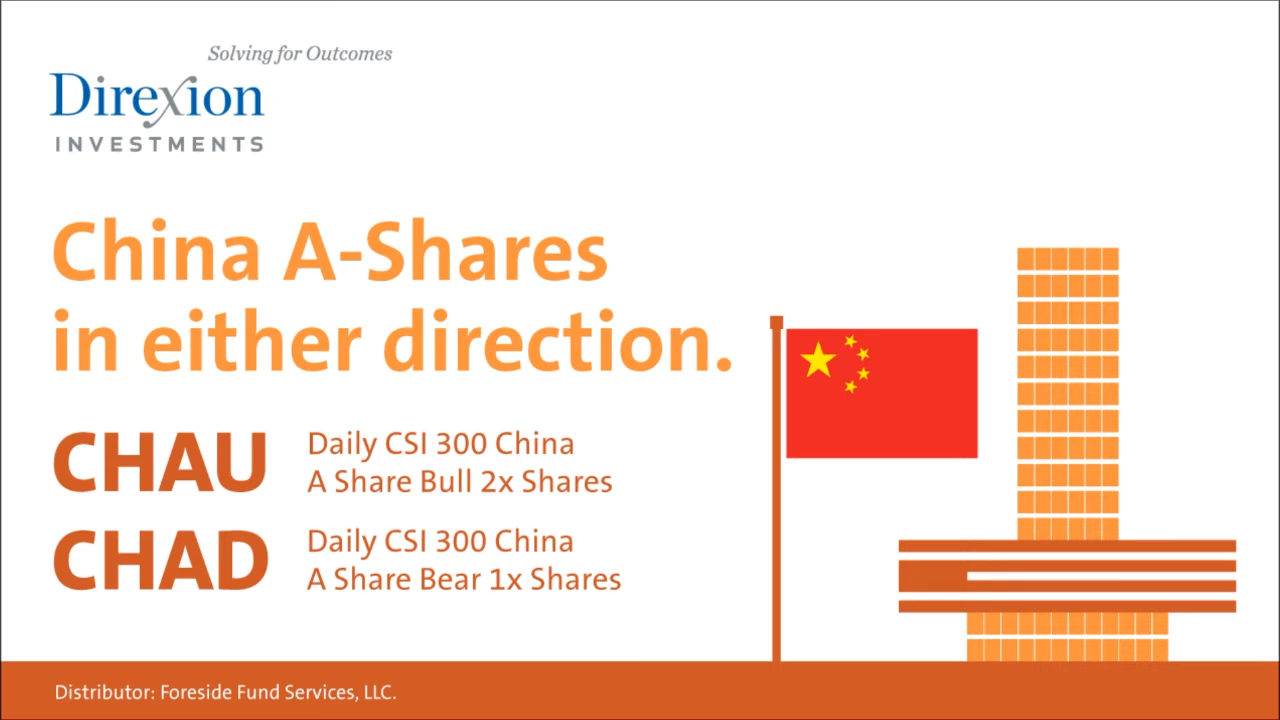 Solving for Outcomes
Direxion
INVESTMENTS
China A-Shares
in either direction.
CHAU
Daily CSI 300 China
A Share Bull 2x Shares
CHAD
Daily CSI 300 China
A Share Bear 1x Shares
Distributor: Foreside Fund Services, LLC.